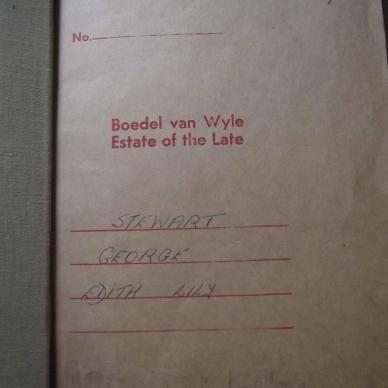 No.
Boedel van Wyle
Estate of the Late
STEWART
GEORGE
EDITH LILY